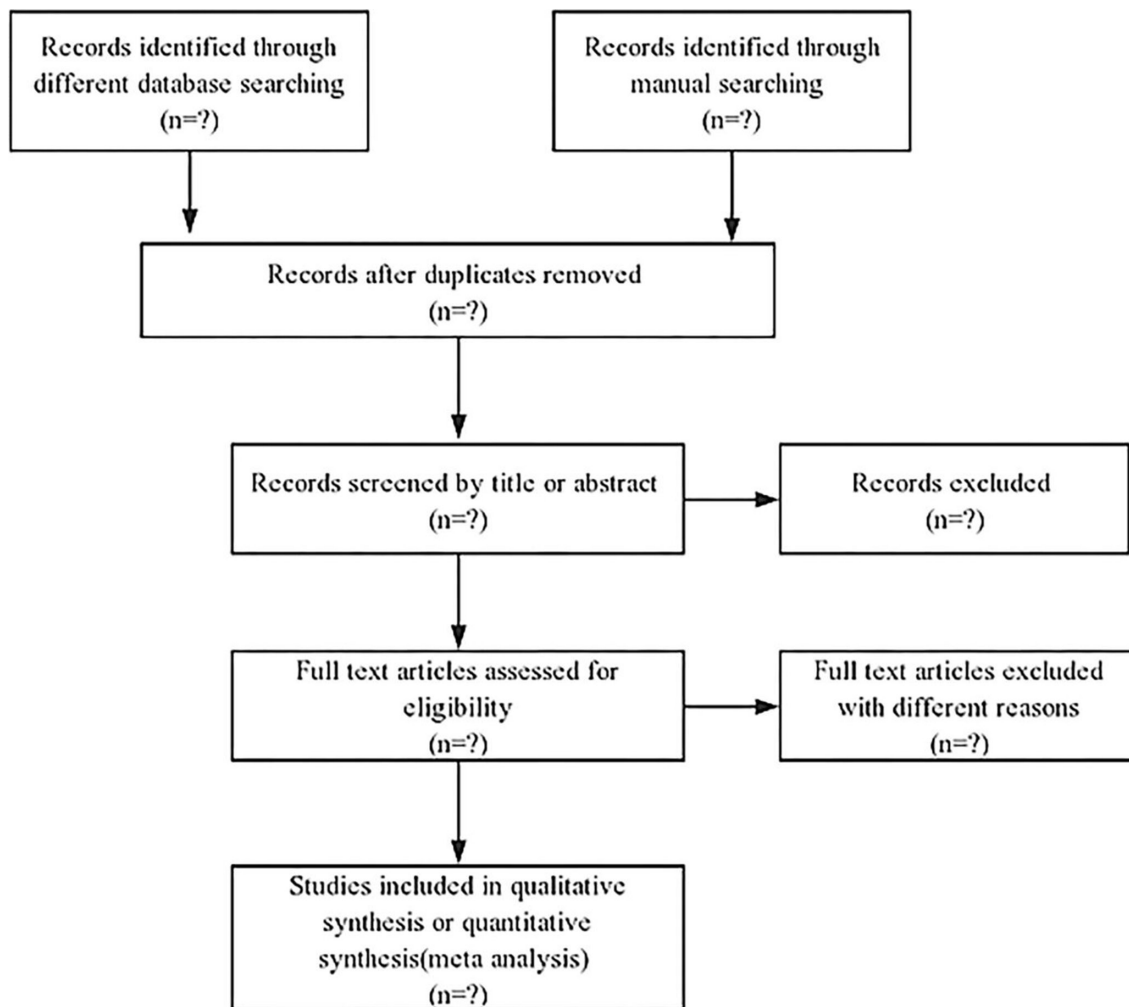 Records identified through
different database searching
(n=?)
Records identified through
manual searching
(n=?)
Records after duplicates removed
(n=?)
Records screened by title or abstract
(n=?)
Records excluded
(n=?)
Full text articles assessed for
eligibility
(n=?)
Full text articles excluded
with different reasons
(n=?)
Studies included in qualitative
synthesis or quantitative
synthesis(meta analysis)
(n=?)